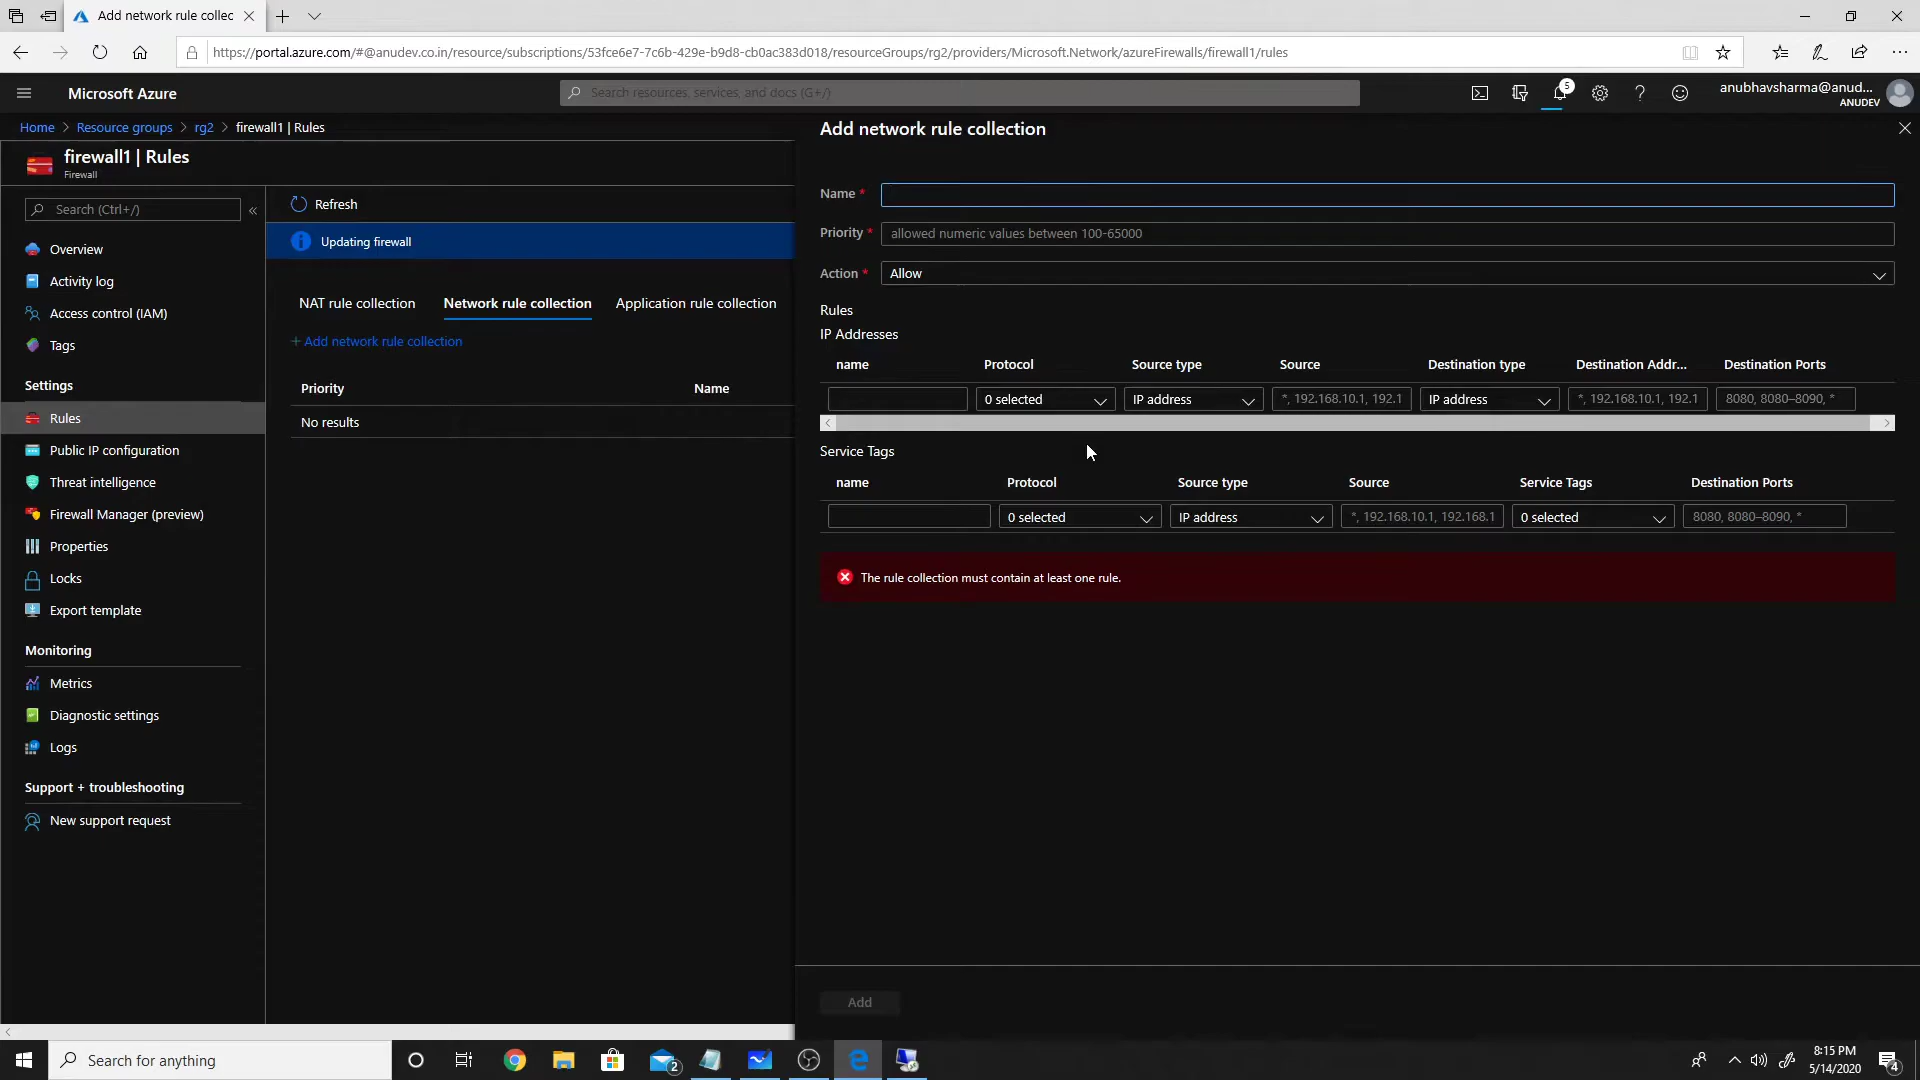 Add network rule collec
https://portal.azure.com/#@anudev.co.in/resource/subscriptions/53fce6e7-7c6b-429e-b9d8-cb0ac383d018/resourceGroups/rg2/providers/Microsoft.Network/azureFirewalls/firewall1/rules
Microsoft Azure
Search resources, services, and docs (G+/)
5
anubhavsharma@anud...
ANUDEV
Home > Resource groups > rg2 > firewall1 | Rules
firewall1 | Rules
Firewall
Search (Ctrl+/)
Overview
Activity log
Access control (IAM)
Tags
Settings
Rules
Public IP configuration
Threat intelligence
Firewall Manager (preview)
Properties
Locks
Export template
Monitoring
Metrics
Diagnostic settings
Logs
Support + troubleshooting
New support request
Refresh
Updating firewall
NAT rule collection Network rule collection Application rule collection
+ Add network rule collection
Priority Name
No results
Add network rule collection
Name *
Priority * allowed numeric values between 100-65000
Action * Allow
Rules
IP Addresses
name Protocol Source type Source Destination type Destination Addr... Destination Ports
0 selected IP address *, 192.168.10.1, 192.1 IP address *, 192.168.10.1, 192.1 8080, 8080–8090, *
Service Tags
name Protocol Source type Source Service Tags Destination Ports
0 selected IP address *, 192.168.10.1, 192.168.1 0 selected 8080, 8080–8090, *
The rule collection must contain at least one rule.
Add
Search for anything
2
8:15 PM
5/14/2020
4